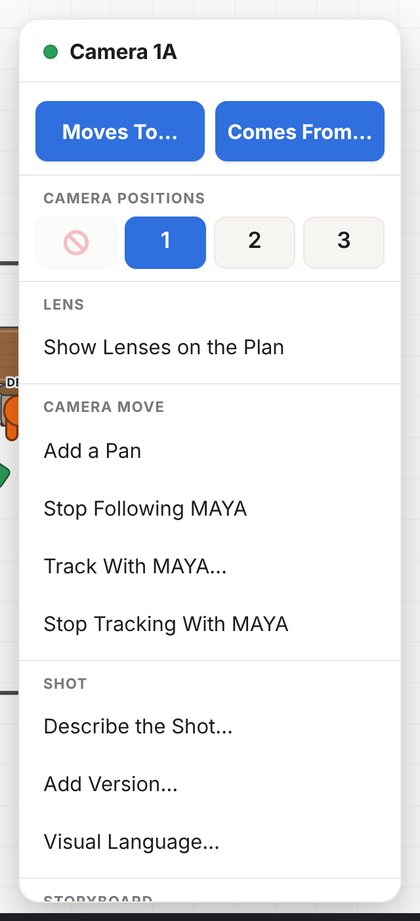 Camera 1A
Moves To...
Comes From...
CAMERA POSITIONS
1
2
3
LENS
Show Lenses on the Plan
CAMERA MOVE
Add a Pan
Stop Following MAYA
Track With MAYA...
Stop Tracking With MAYA
SHOT
Describe the Shot...
Add Version...
Visual Language...
STORYBOARD